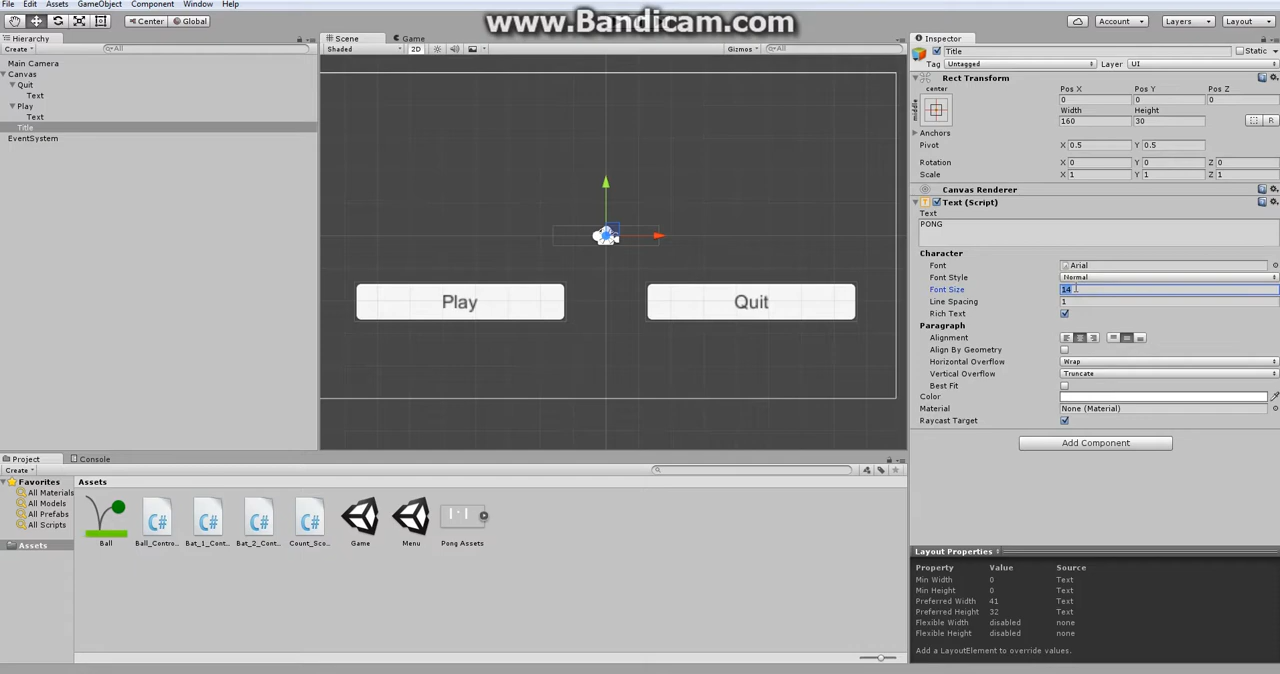 File Edit Assets GameObject Component Window Help
www.Bandicam.com
Center Global Account Layers Layout
Hierarchy
Create All
Main Camera
Canvas
Quit
Text
Play
Text
Title
EventSystem
Scene Game
Shaded 2D Gizmos All
Play Quit
Inspector
Title Static
Tag Untagged Layer UI
Rect Transform
center
middle
Pos X Pos Y Pos Z
0 0 0
Width Height
160 30
R
Anchors
Pivot X 0.5 Y 0.5
Rotation X 0 Y 0 Z 0
Scale X 1 Y 1 Z 1
Canvas Renderer
Text (Script)
Text
PONG
Character
Font Arial
Font Style Normal
Font Size 14
Line Spacing 1
Rich Text
Paragraph
Alignment
Align By Geometry
Horizontal Overflow Wrap
Vertical Overflow Truncate
Best Fit
Color
Material None (Material)
Raycast Target
Add Component
Project Console
Create
Favorites
All Materials
All Models
All Prefabs
All Scripts
Assets
Assets
C# C# C# C#
Ball Ball_Contro... Bat_1_Cont... Bat_2_Cont... Count_Sco... Game Menu Pong Assets
Layout Properties
Property Value Source
Min Width 0 Text
Min Height 0 Text
Preferred Width 41 Text
Preferred Height 32 Text
Flexible Width disabled none
Flexible Height disabled none
Add a LayoutElement to override values.